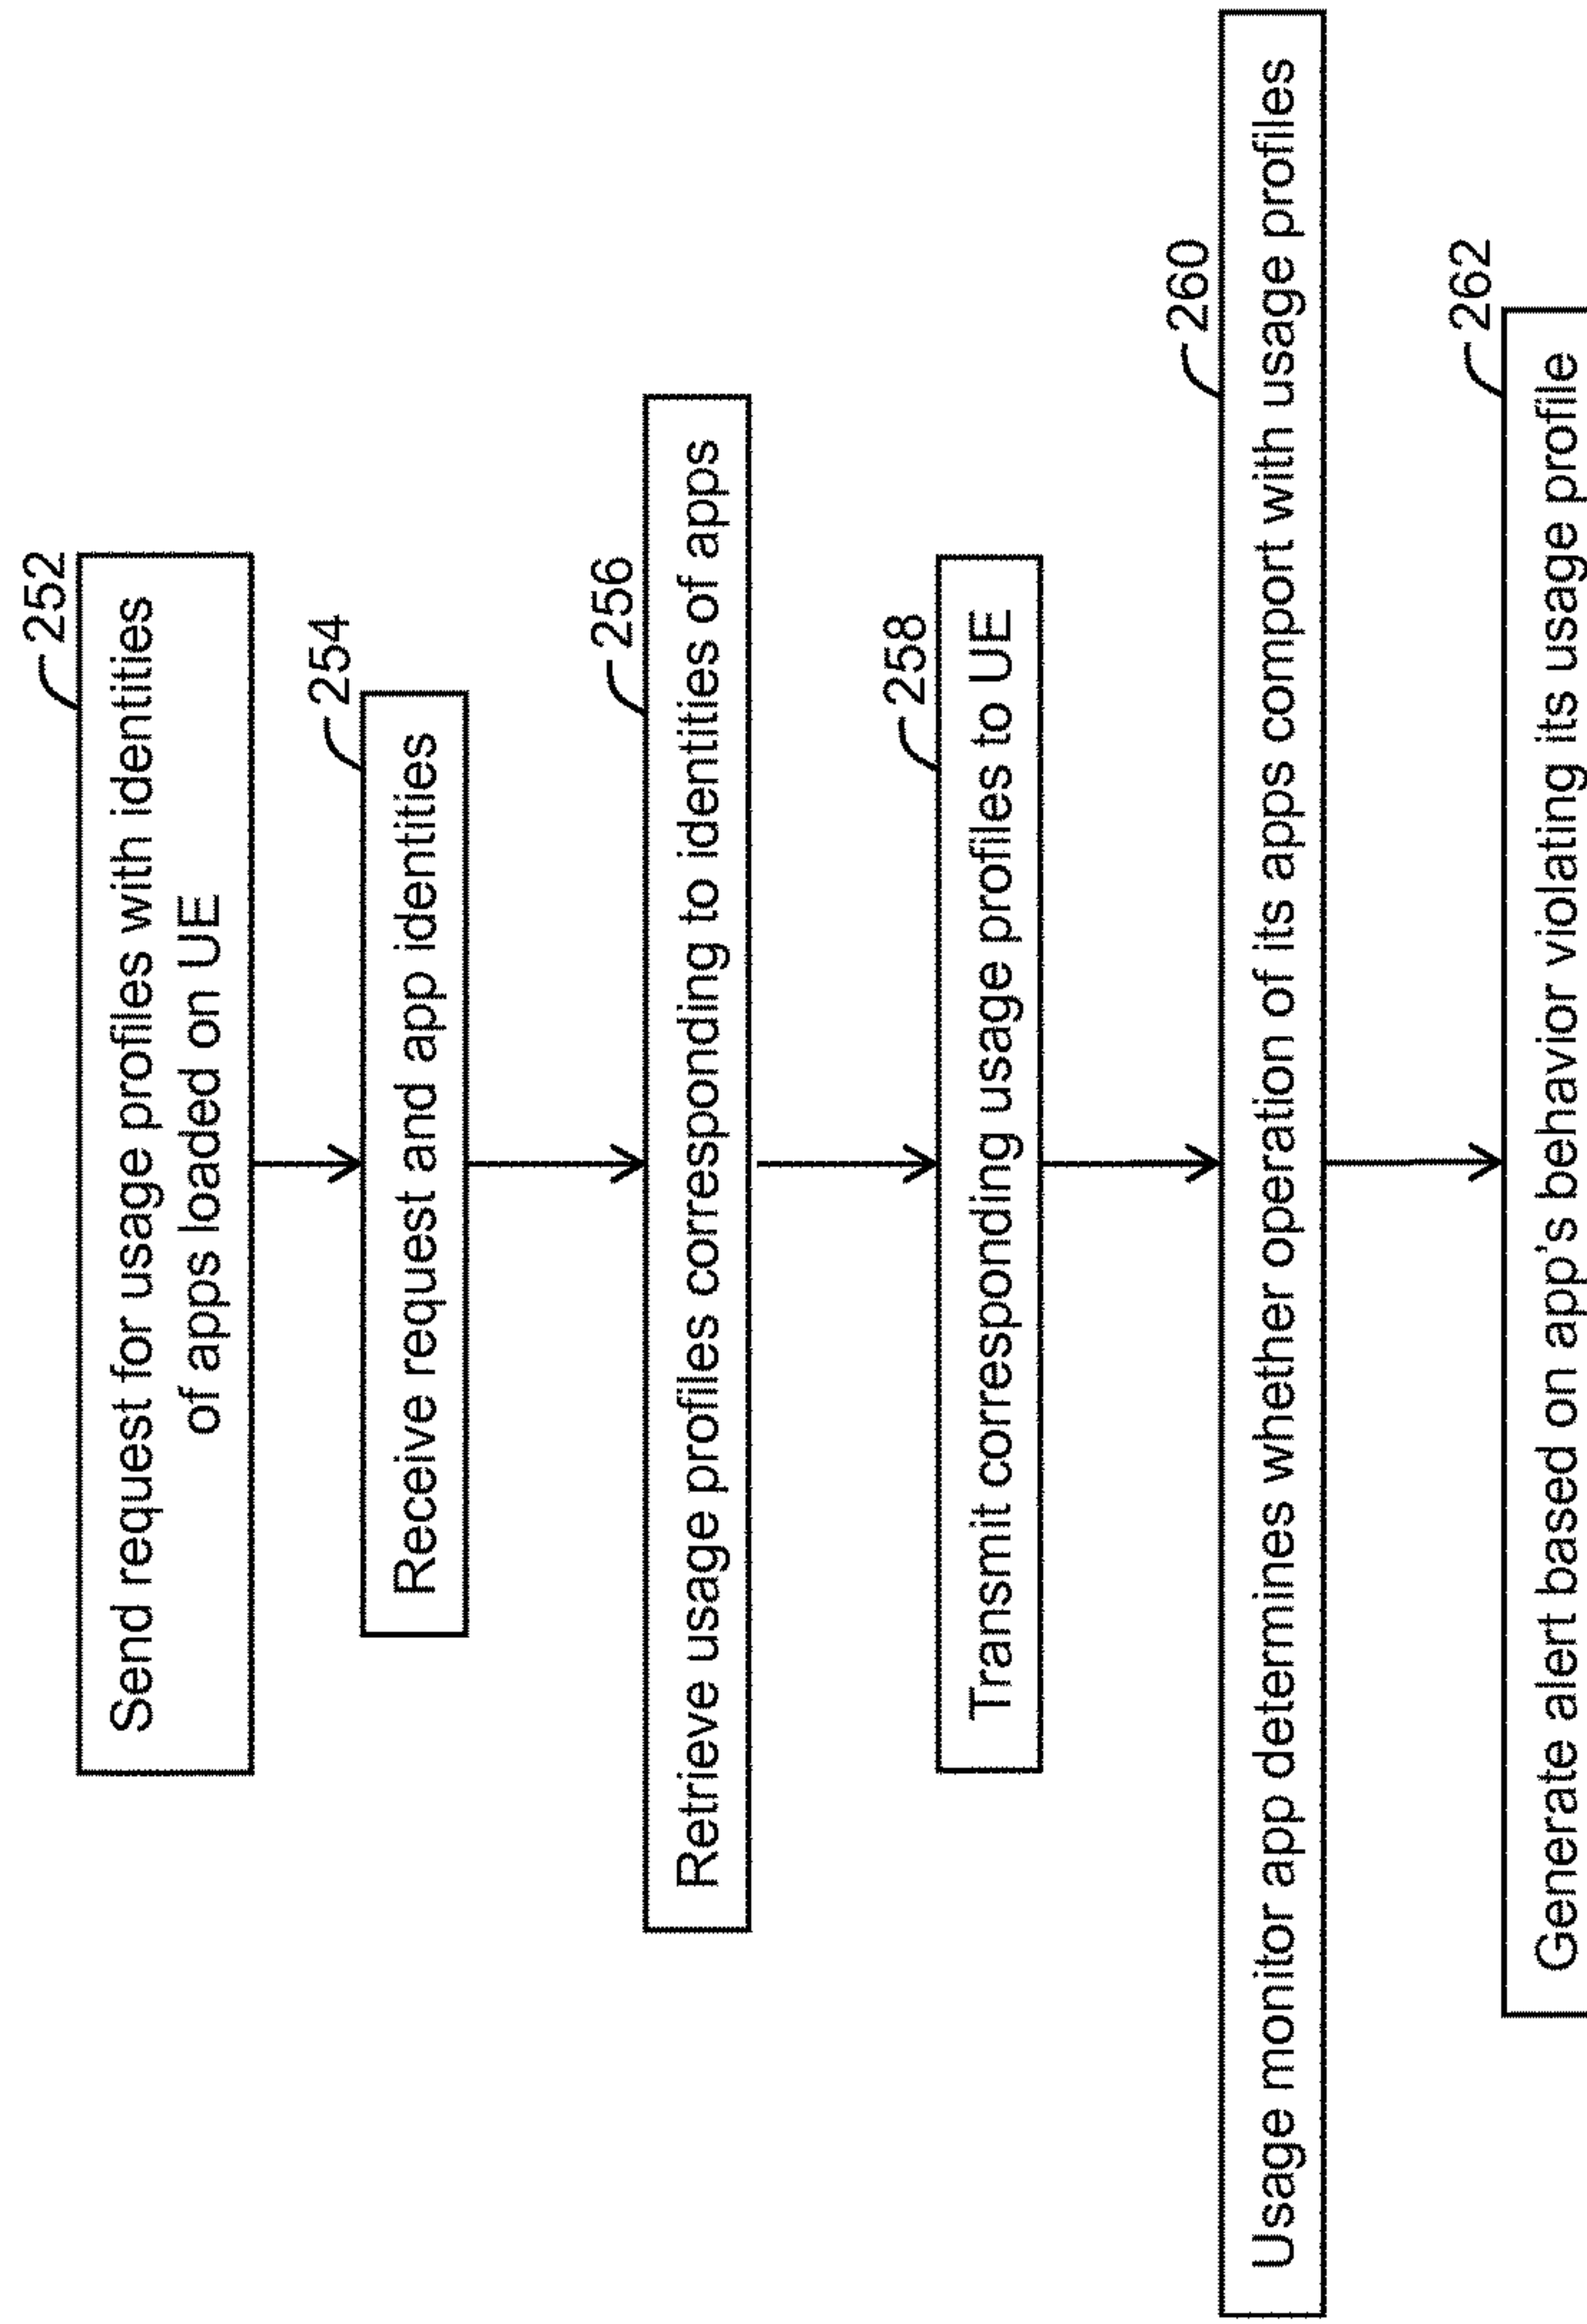 252
Send request for usage profiles with identities
of apps loaded on UE
254
Receive request and app identities
256
Retrieve usage profiles corresponding to identities of apps
258
Transmit corresponding usage profiles to UE
260
Usage monitor app determines whether operation of its apps comport with usage profiles
262
Generate alert based on app's behavior violating its usage profile